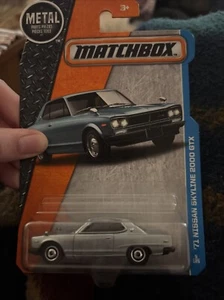 METAL
3+
MATCHBOX
'71 NISSAN SKYLINE 2000 GTX